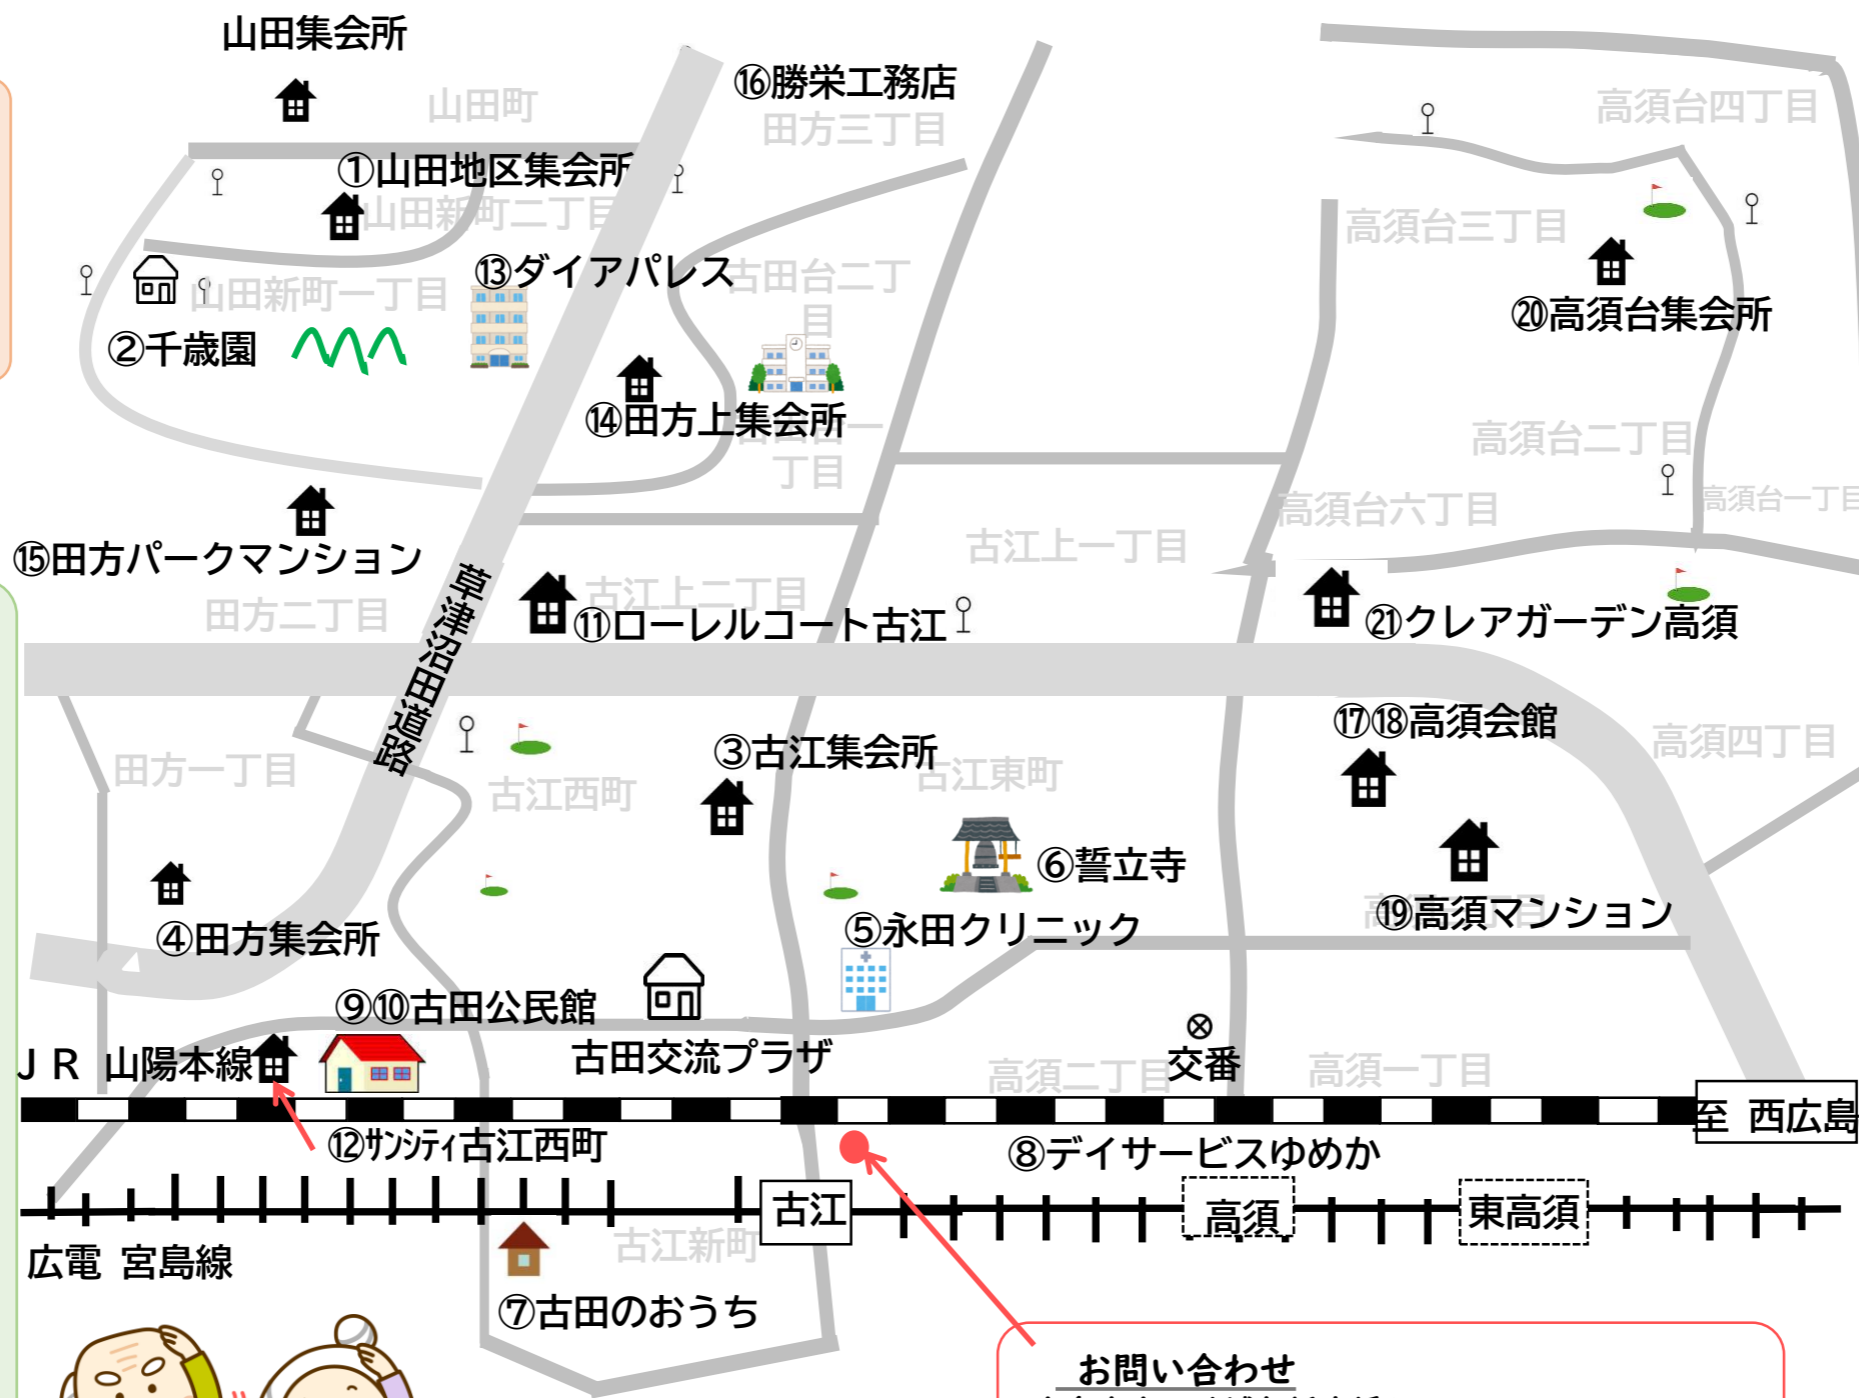 山田集会所
⑯勝栄工務店
山田町
田方三丁目
高須台四丁目
①山田地区集会所
山田新町二丁目
高須台三丁目
⑬ダイアパレス
古田台二丁
目
山田新町一丁目
⑳高須台集会所
②千歳園
⑭田方上集会所
丁目
高須台二丁目
高須台一丁目
高須台六丁目
古江上一丁目
⑮田方パークマンション
草津沼田道路
古江上二丁目
田方二丁目
⑪ローレルコート古江
㉑クレアガーデン高須
⑰⑱高須会館
高須四丁目
③古江集会所
古江東町
田方一丁目
古江西町
⑥誓立寺
⑲高須マンション
⑤永田クリニック
④田方集会所
⑨⑩古田公民館
古田交流プラザ
交番
高須二丁目
高須一丁目
ＪＲ 山陽本線
至 西広島
⑫ｻﾝｼﾃｨ古江西町
⑧デイサービスゆめか
古江
高須
東高須
古江新町
広電 宮島線
⑦古田のおうち
お問い合わせ